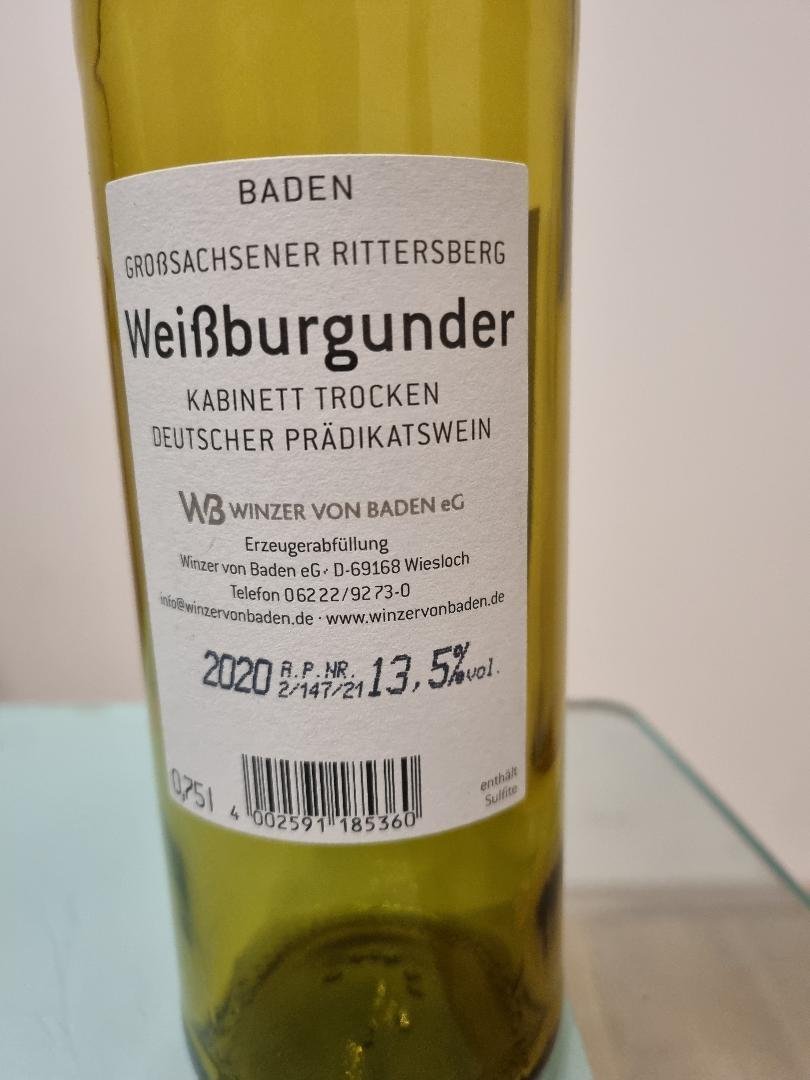 BADEN
GROẞSACHSENER RITTERSBERG
Weißburgunder
KABINETT TROCKEN
DEUTSCHER PRÄDIKATSWEIN
WB WINZER VON BADEN eG
Erzeugerabfüllung
Winzer von Baden eG · D-69168 Wiesloch
Telefon 06222/9273-0
info@winzervonbaden.de · www.winzervonbaden.de
2020 A.P.NR. 2/147/21 13,5% vol.
0,75l
enthält
Sulfite
4 002591 185360